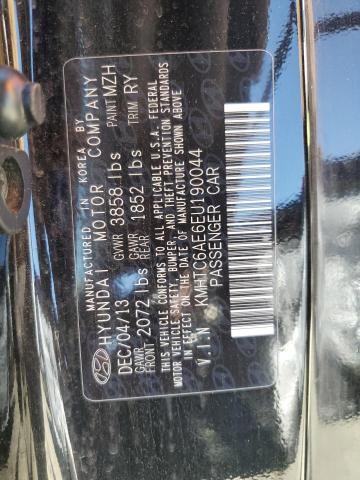 MANUFACTURED IN KOREA BY
HYUNDAI MOTOR COMPANY
DEC/04/13 GVWR 3858 lbs PAINT MZH
GAWR FRONT 2072 lbs GAWR REAR 1852 lbs TRIM RY
THIS VEHICLE CONFORMS TO ALL APPLICABLE U.S.A. FEDERAL
MOTOR VEHICLE SAFETY, BUMPER, AND THEFT PREVENTION STANDARDS
IN EFFECT ON THE DATE OF MANUFACTURE SHOWN ABOVE
V.I.N KMHTC6AE6EU190044
PASSENGER CAR